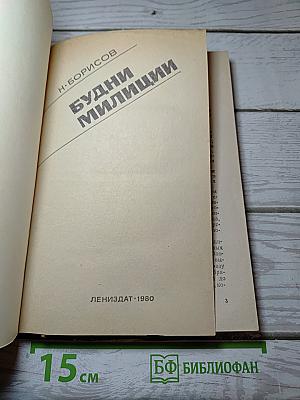 Н·БОРИСОВ
БУДНИ
МИЛИЦИИ
ЛЕНИЗДАТ·1980
3
15 см
БФ БИБЛИОФАН